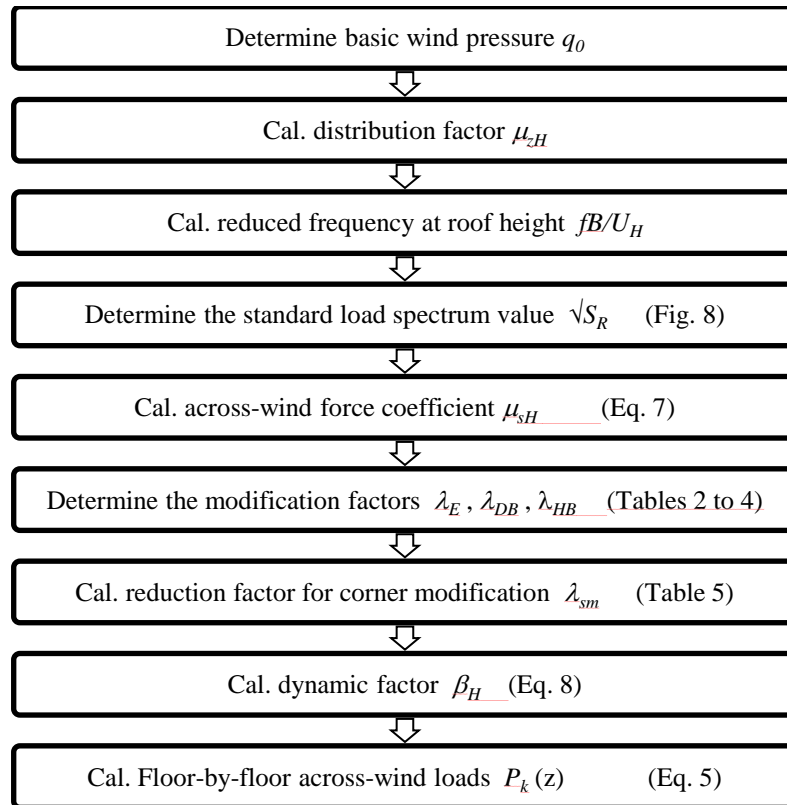 Determine basic wind pressure q0
Cal. distribution factor μzH
Cal. reduced frequency at roof height fB/UH
Determine the standard load spectrum value √SR (Fig. 8)
Cal. across-wind force coefficient μsH (Eq. 7)
Determine the modification factors λE , λDB , λHB (Tables 2 to 4)
Cal. reduction factor for corner modification λsm (Table 5)
Cal. dynamic factor βH (Eq. 8)
Cal. Floor-by-floor across-wind loads Pk (z) (Eq. 5)